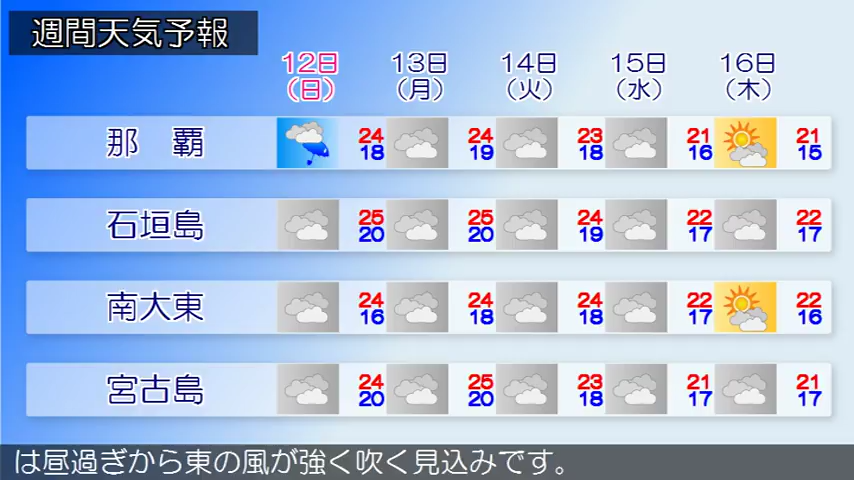 週間天気予報
12日 13日 14日 15日 16日
(日) (月) (火) (水) (木)
那覇 24 24 23 21 21
18 19 18 16 15
石垣島 25 25 24 22 22
20 20 19 17 17
南大東 24 24 24 22 22
16 18 18 17 16
宮古島 24 25 23 21 21
20 20 18 17 17
は昼過ぎから東の風が強く吹く見込みです。